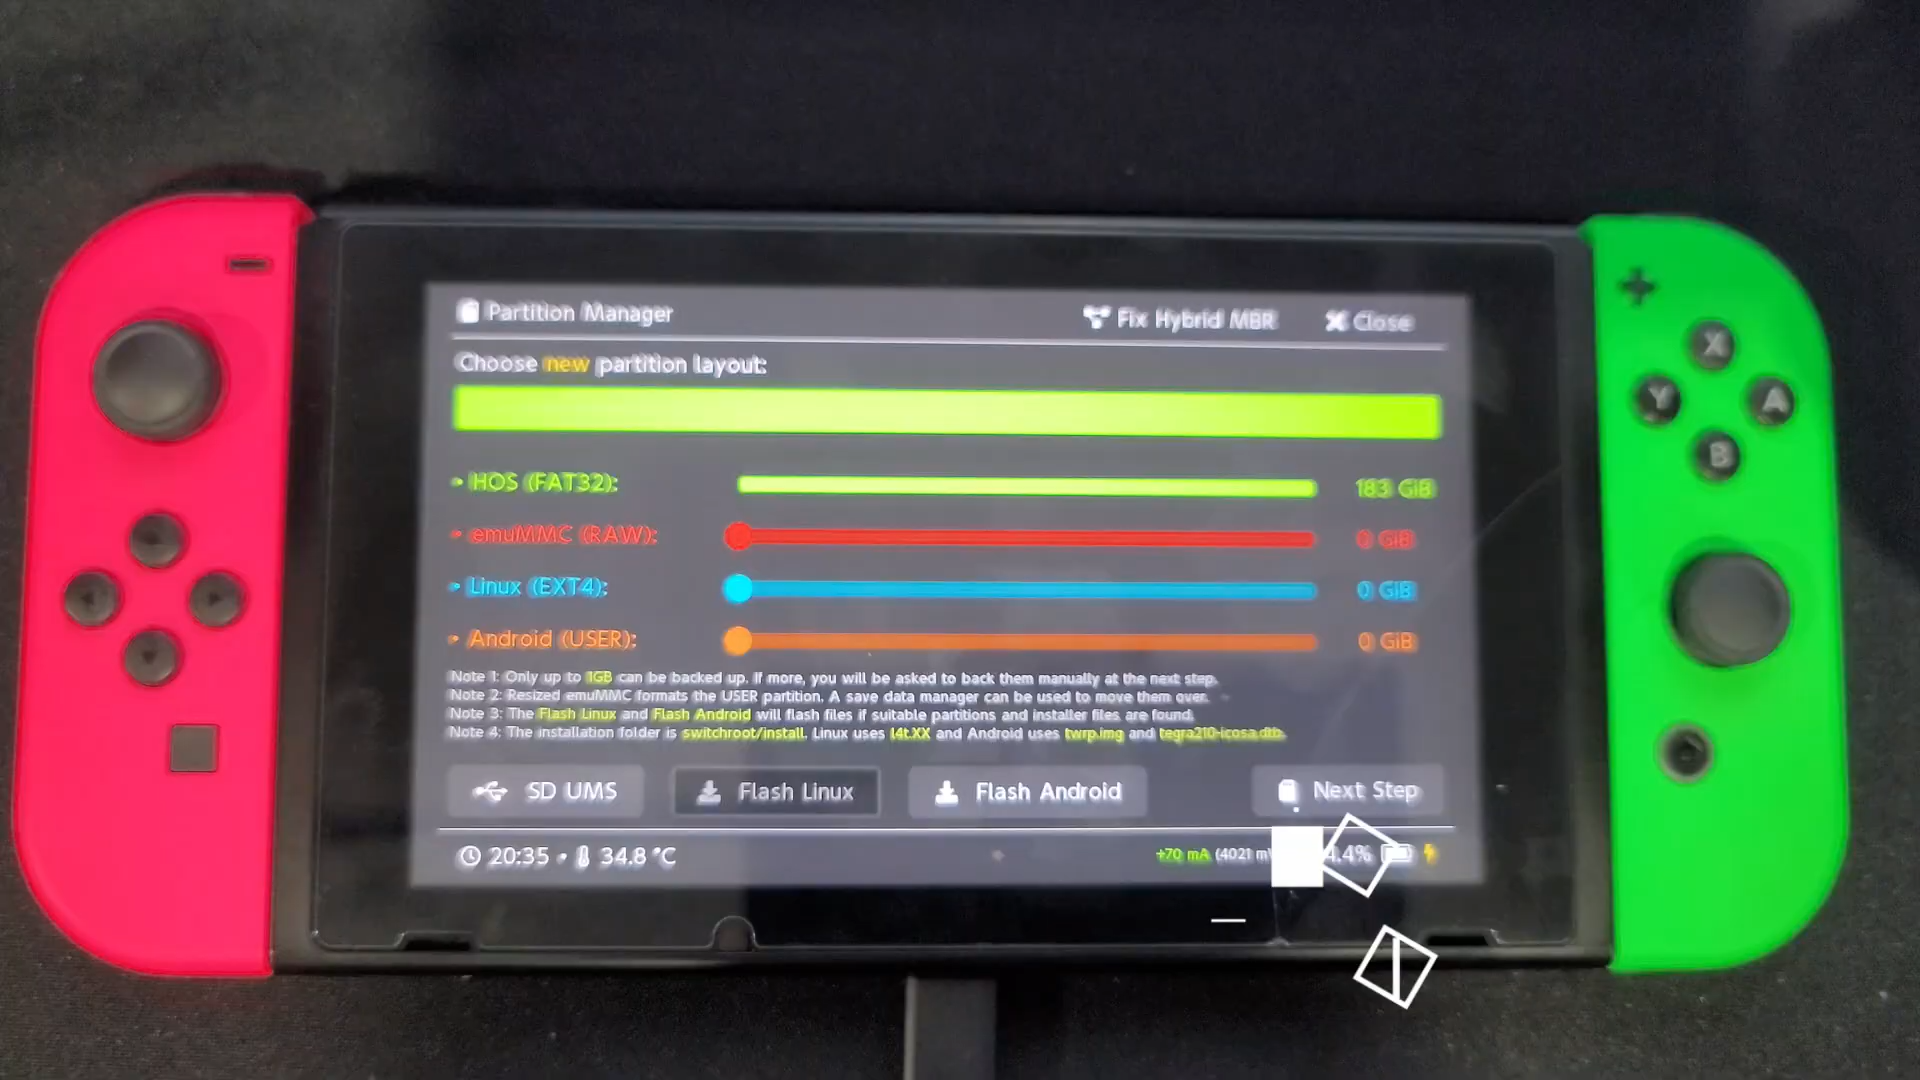 Partition Manager
Fix Hybrid MBR
Close
Choose new partition layout:
• HOS (FAT32): 183 GiB
• emuMMC (RAW): 0 GiB
• Linux (EXT4): 0 GiB
• Android (USER): 0 GiB
Note 1: Only up to 1GB can be backed up. If more, you will be asked to back them manually at the next step.
Note 2: Resized emuMMC formats the USER partition. A save data manager can be used to move them over.
Note 3: The Flash Linux and Flash Android will flash files if suitable partitions and installer files are found.
Note 4: The installation folder is switchroot/install. Linux uses l4t.XX and Android uses twrp.img and tegra210-icosa.dtb.
SD UMS
Flash Linux
Flash Android
Next Step
20:35 • 34.8 °C
+70 mA (4021 m 4.4%
X
Y
A
B